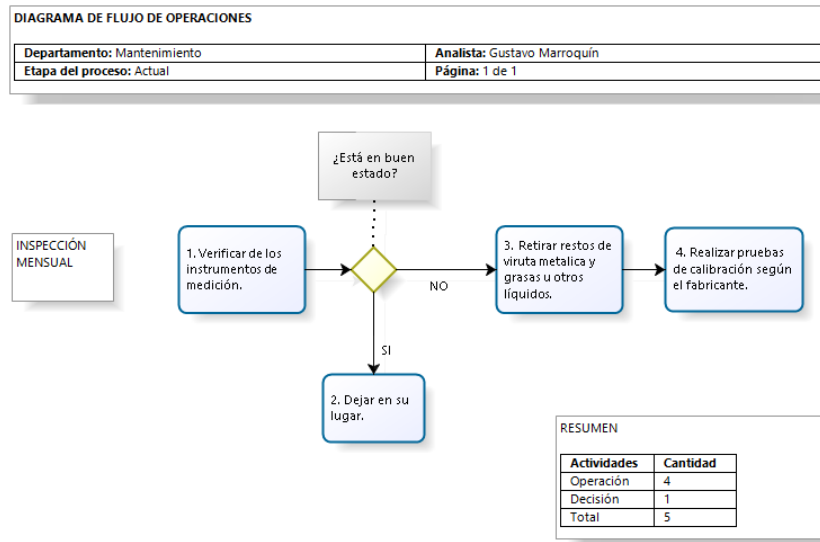 DIAGRAMA DE FLUJO DE OPERACIONES
Departamento: Mantenimiento
Analista: Gustavo Marroquín
Etapa del proceso: Actual
Página: 1 de 1
¿Está en buen
estado?
INSPECCIÓN
MENSUAL
1. Verificar de los
instrumentos de
medición.
NO
3. Retirar restos de
viruta metalica y
grasas u otros
líquidos.
4. Realizar pruebas
de calibración según
el fabricante.
SI
2. Dejar en su
lugar.
RESUMEN
Actividades Cantidad
Operación 4
Decisión 1
Total 5